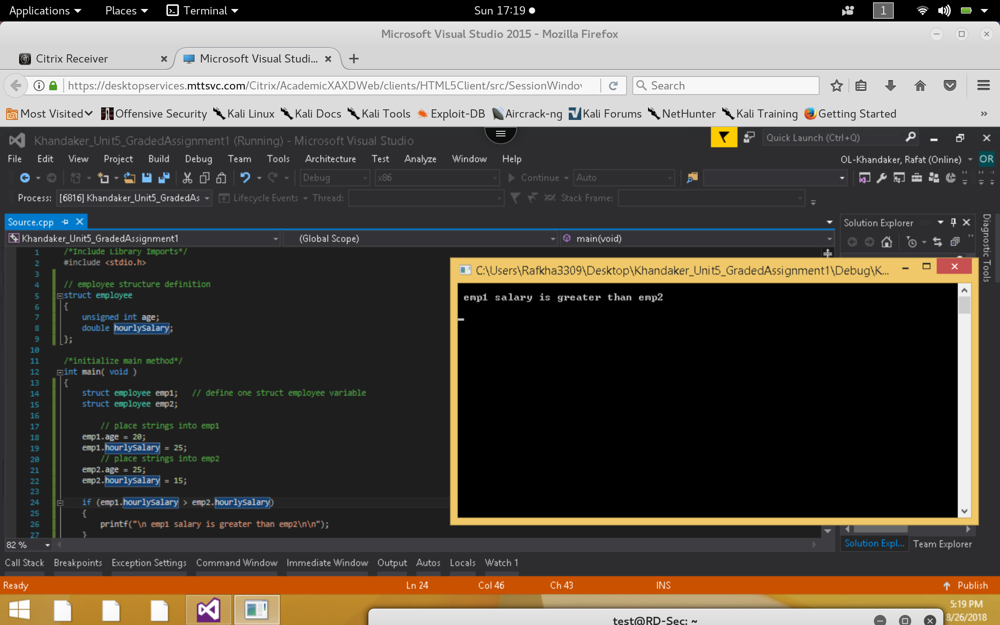 Applications Places Terminal Sun 17:19 1
Microsoft Visual Studio 2015 - Mozilla Firefox
Citrix Receiver Microsoft Visual Studi...
https://desktopservices.mttsvc.com/Citrix/AcademicXAXDWeb/clients/HTML5Client/src/SessionWindow Search
Most Visited Offensive Security Kali Linux Kali Docs Kali Tools Exploit-DB Aircrack-ng Kali Forums NetHunter Kali Training Getting Started »
Khandaker_Unit5_GradedAssignment1 (Running) - Microsoft Visual Studio Quick Launch (Ctrl+Q)
File Edit View Project Build Debug Team Tools Architecture Test Analyze Window Help OL-Khandaker, Rafat (Online) OR
Debug x86 Continue Auto
Process: [6816] Khandaker_Unit5_GradedAs Lifecycle Events Thread: Stack Frame:
Source.cpp
Khandaker_Unit5_GradedAssignment1 (Global Scope) main(void)
1 /*Include Library Imports*/
2 #include <stdio.h>
3
4 // employee structure definition
5 struct employee
6 {
7 unsigned int age;
8 double hourlySalary;
9 };
10
11 /*initialize main method*/
12 int main( void )
13 {
14 struct employee emp1; // define one struct employee variable
15 struct employee emp2;
16
17 // place strings into emp1
18 emp1.age = 20;
19 emp1.hourlySalary = 25;
20 // place strings into emp2
21 emp2.age = 25;
22 emp2.hourlySalary = 15;
23
24 if (emp1.hourlySalary > emp2.hourlySalary)
25 {
26 printf("\n emp1 salary is greater than emp2\n\n");
27 }
82 %
Solution Explorer
Diagnostic Tools
C:\Users\Rafkha3309\Desktop\Khandaker_Unit5_GradedAssignment1\Debug\K...
emp1 salary is greater than emp2
Solution Expl... Team Explorer
Call Stack Breakpoints Exception Settings Command Window Immediate Window Output Autos Locals Watch 1
Ready Ln 24 Col 46 Ch 43 INS Publish
5:19 PM
8/26/2018
test@RD-Sec: ~